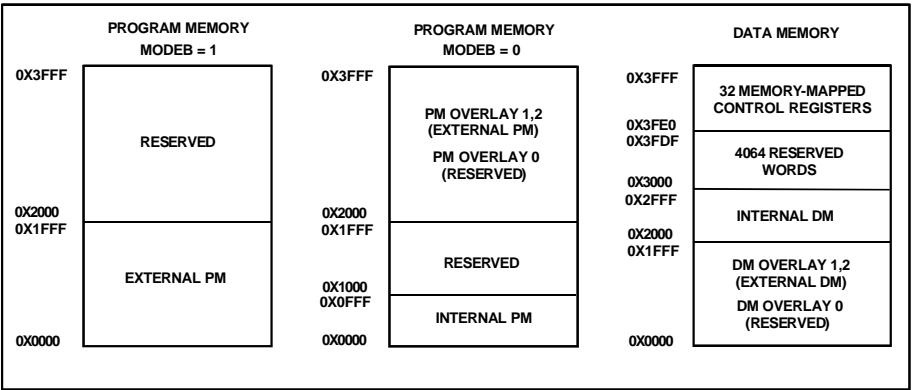 PROGRAM MEMORY
MODEB = 1
0X3FFF
RESERVED
0X2000
0X1FFF
EXTERNAL PM
0X0000
PROGRAM MEMORY
MODEB = 0
0X3FFF
PM OVERLAY 1,2
(EXTERNAL PM)
PM OVERLAY 0
(RESERVED)
0X2000
0X1FFF
RESERVED
0X1000
0X0FFF
INTERNAL PM
0X0000
DATA MEMORY
0X3FFF
32 MEMORY-MAPPED
CONTROL REGISTERS
0X3FE0
0X3FDF
4064 RESERVED
WORDS
0X3000
0X2FFF
INTERNAL DM
0X2000
0X1FFF
DM OVERLAY 1,2
(EXTERNAL DM)
DM OVERLAY 0
(RESERVED)
0X0000